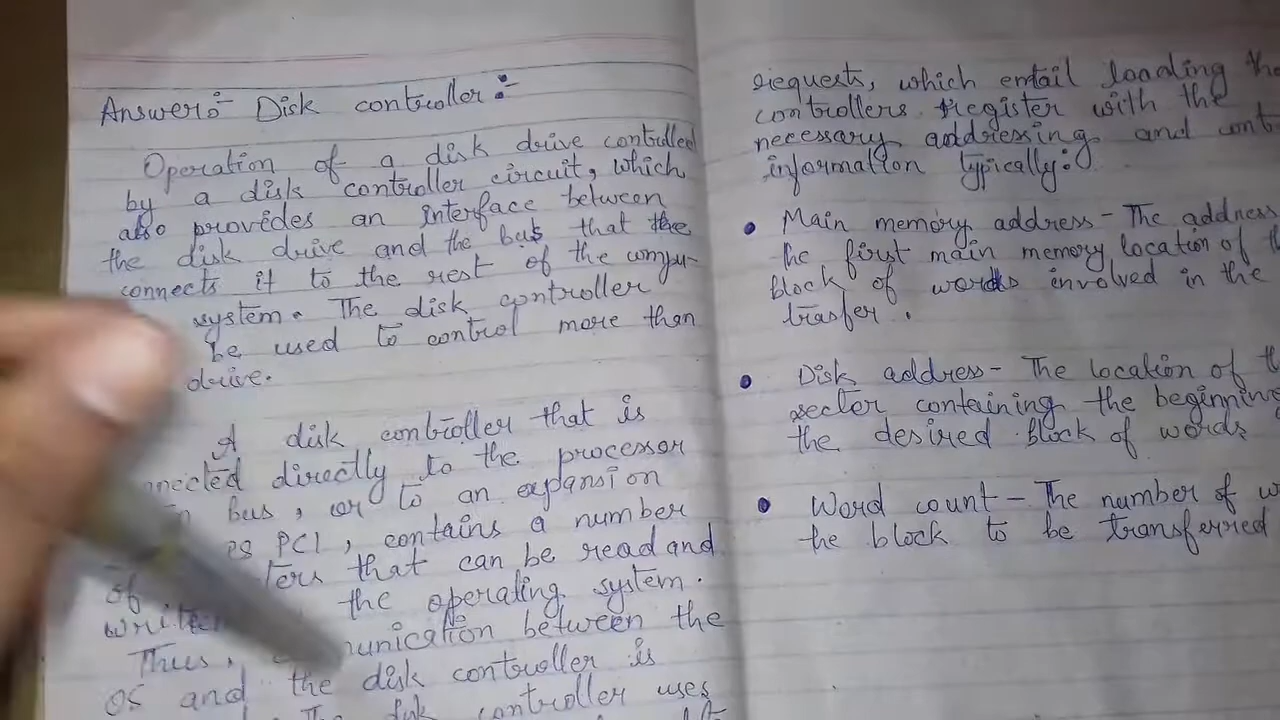 Answer:- Disk controller:-
Operation of a disk drive controlled
by a disk controller circuit, which
also provides an interface between
the disk drive and the bus that the
connects it to the rest of the compu-
system. The disk controller
be used to control more than
drive.
A disk controller that is
nected directly to the processor
bus, or to an expansion
PCI, contains a number
of ters that can be read and
written the operating system.
Thus, munication between the
OS and the disk controller is
controller uses
requests, which entail loading the
controllers register with the
necessary addressing and cont
information typically:
• Main memory address - The address
the first main memory location of
block of words involved in the
trasfer.
• Disk address - The location of
sector containing the beginning
the desired block of words
• Word count - The number of w
the block to be transferred